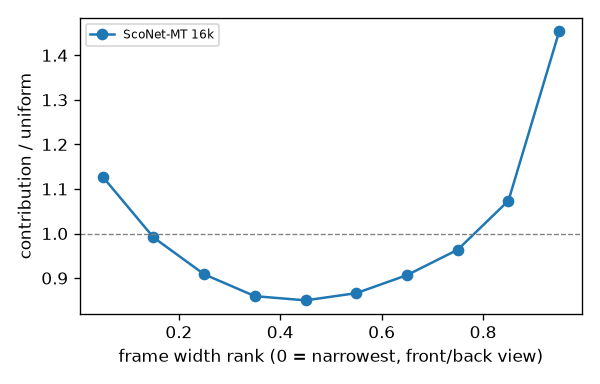 ScoNet-MT 16k
contribution / uniform
1.4
1.3
1.2
1.1
1.0
0.9
0.2 0.4 0.6 0.8
frame width rank (0 = narrowest, front/back view)